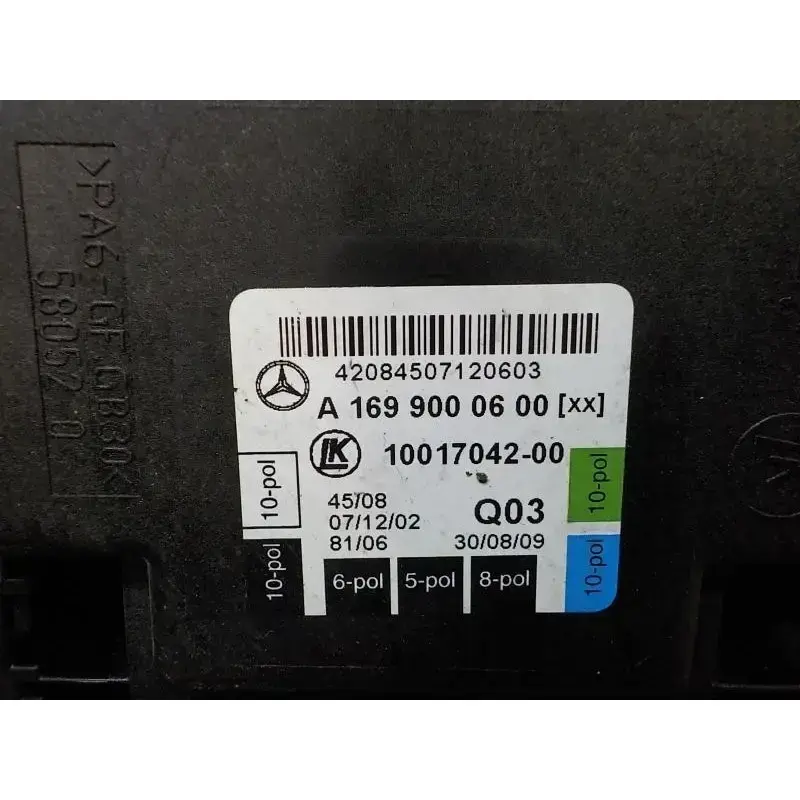 >PA6-GF GB30<
58052 0
42084507120603
A 169 900 06 00 [xx]
LK
10017042-00
10-pol
45/08
07/12/02
Q03
10-pol
10-pol
81/06
30/08/09
10-pol
6-pol
5-pol
8-pol